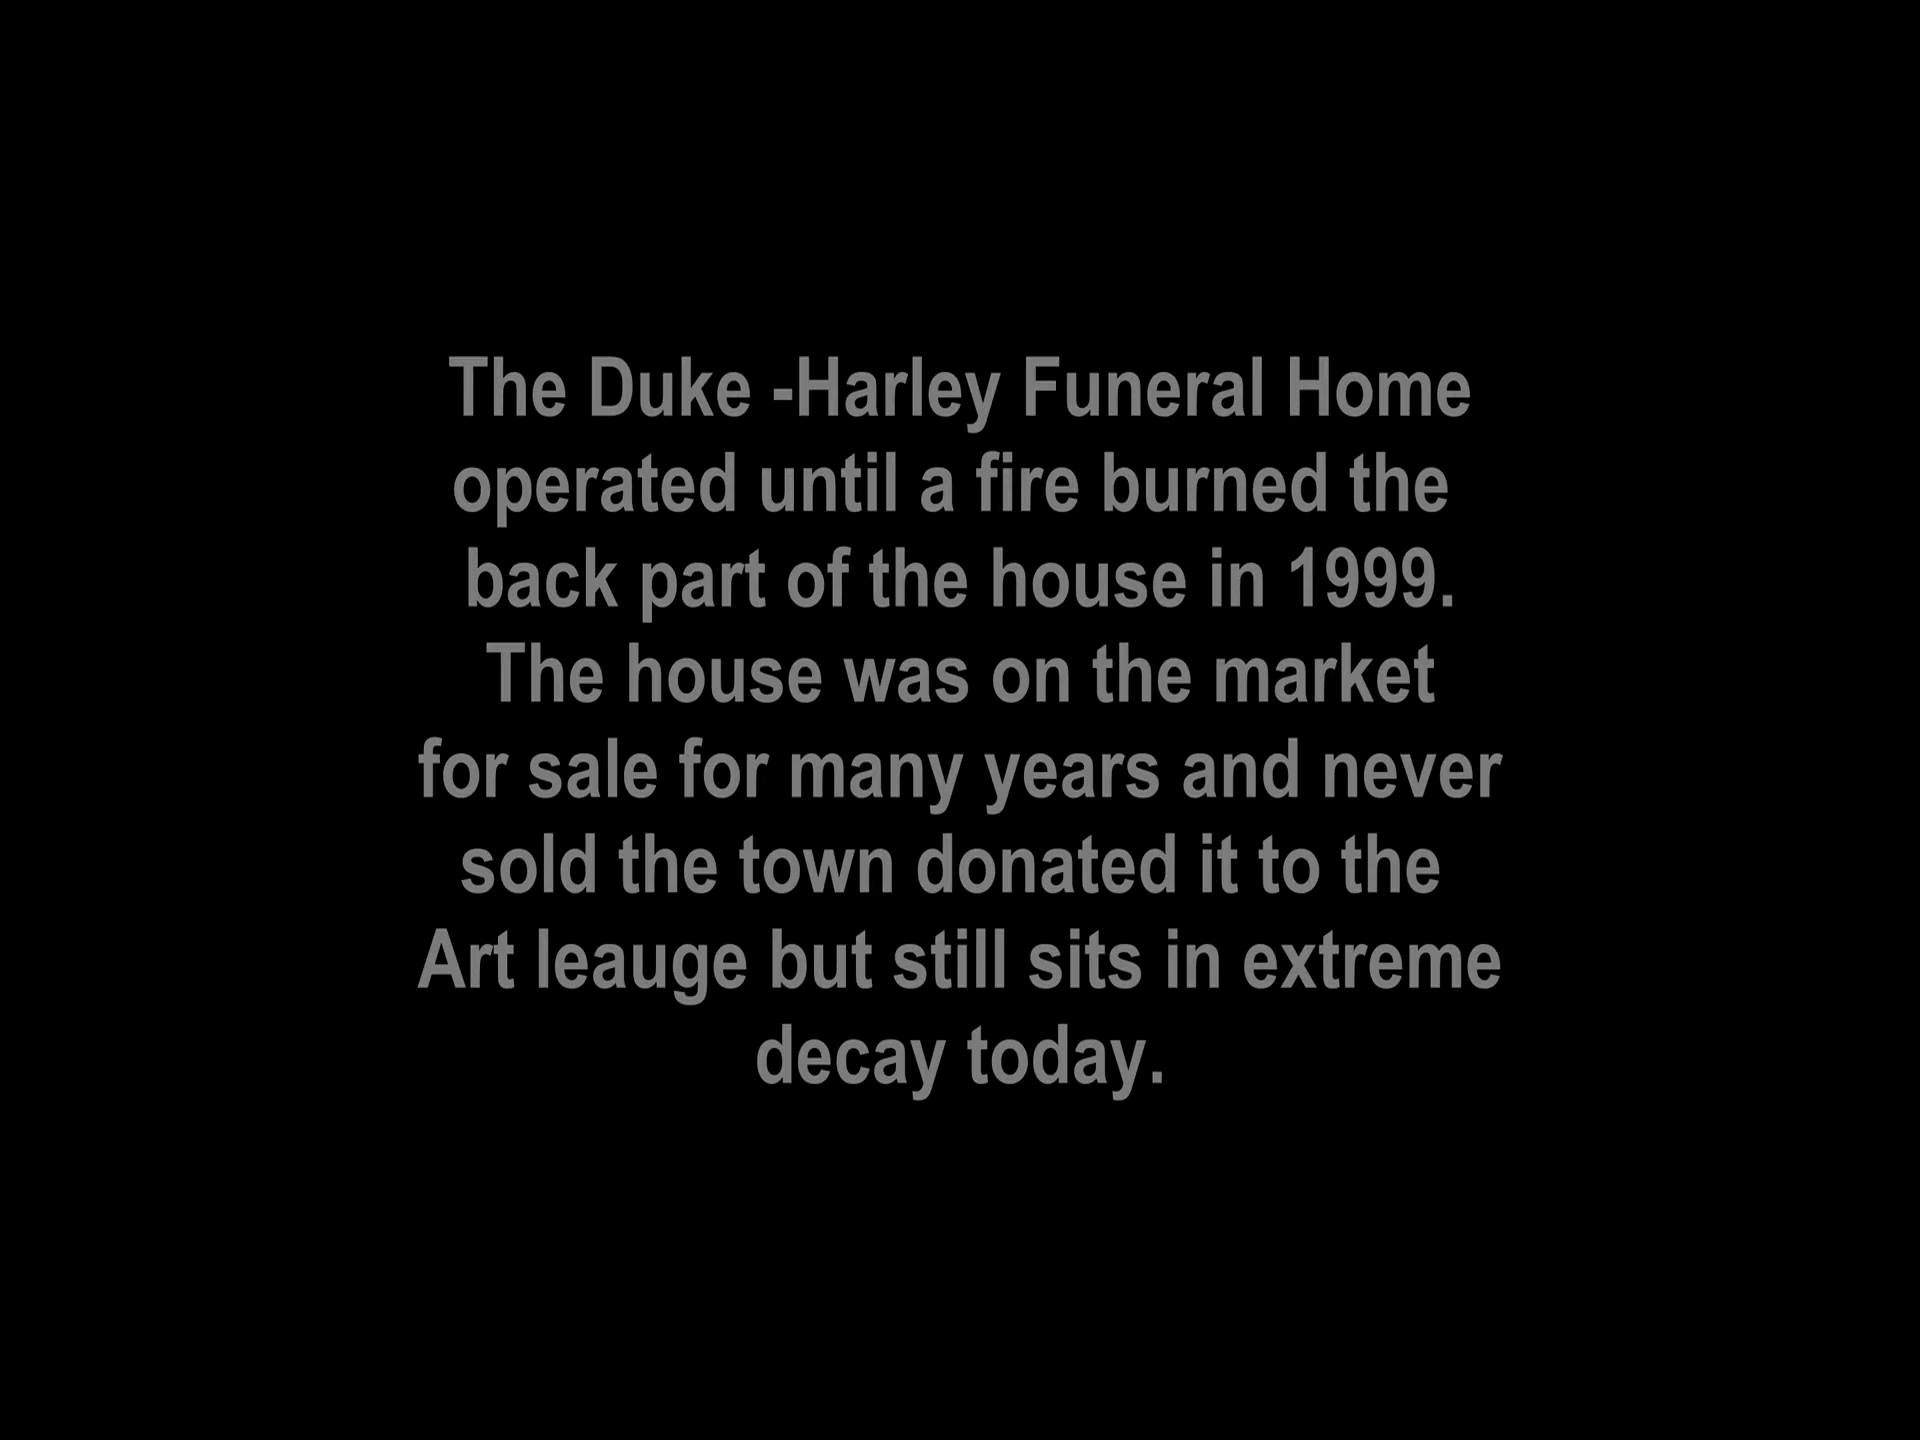 The Duke -Harley Funeral Home
operated until a fire burned the
back part of the house in 1999.
The house was on the market
for sale for many years and never
sold the town donated it to the
Art leauge but still sits in extreme
decay today.